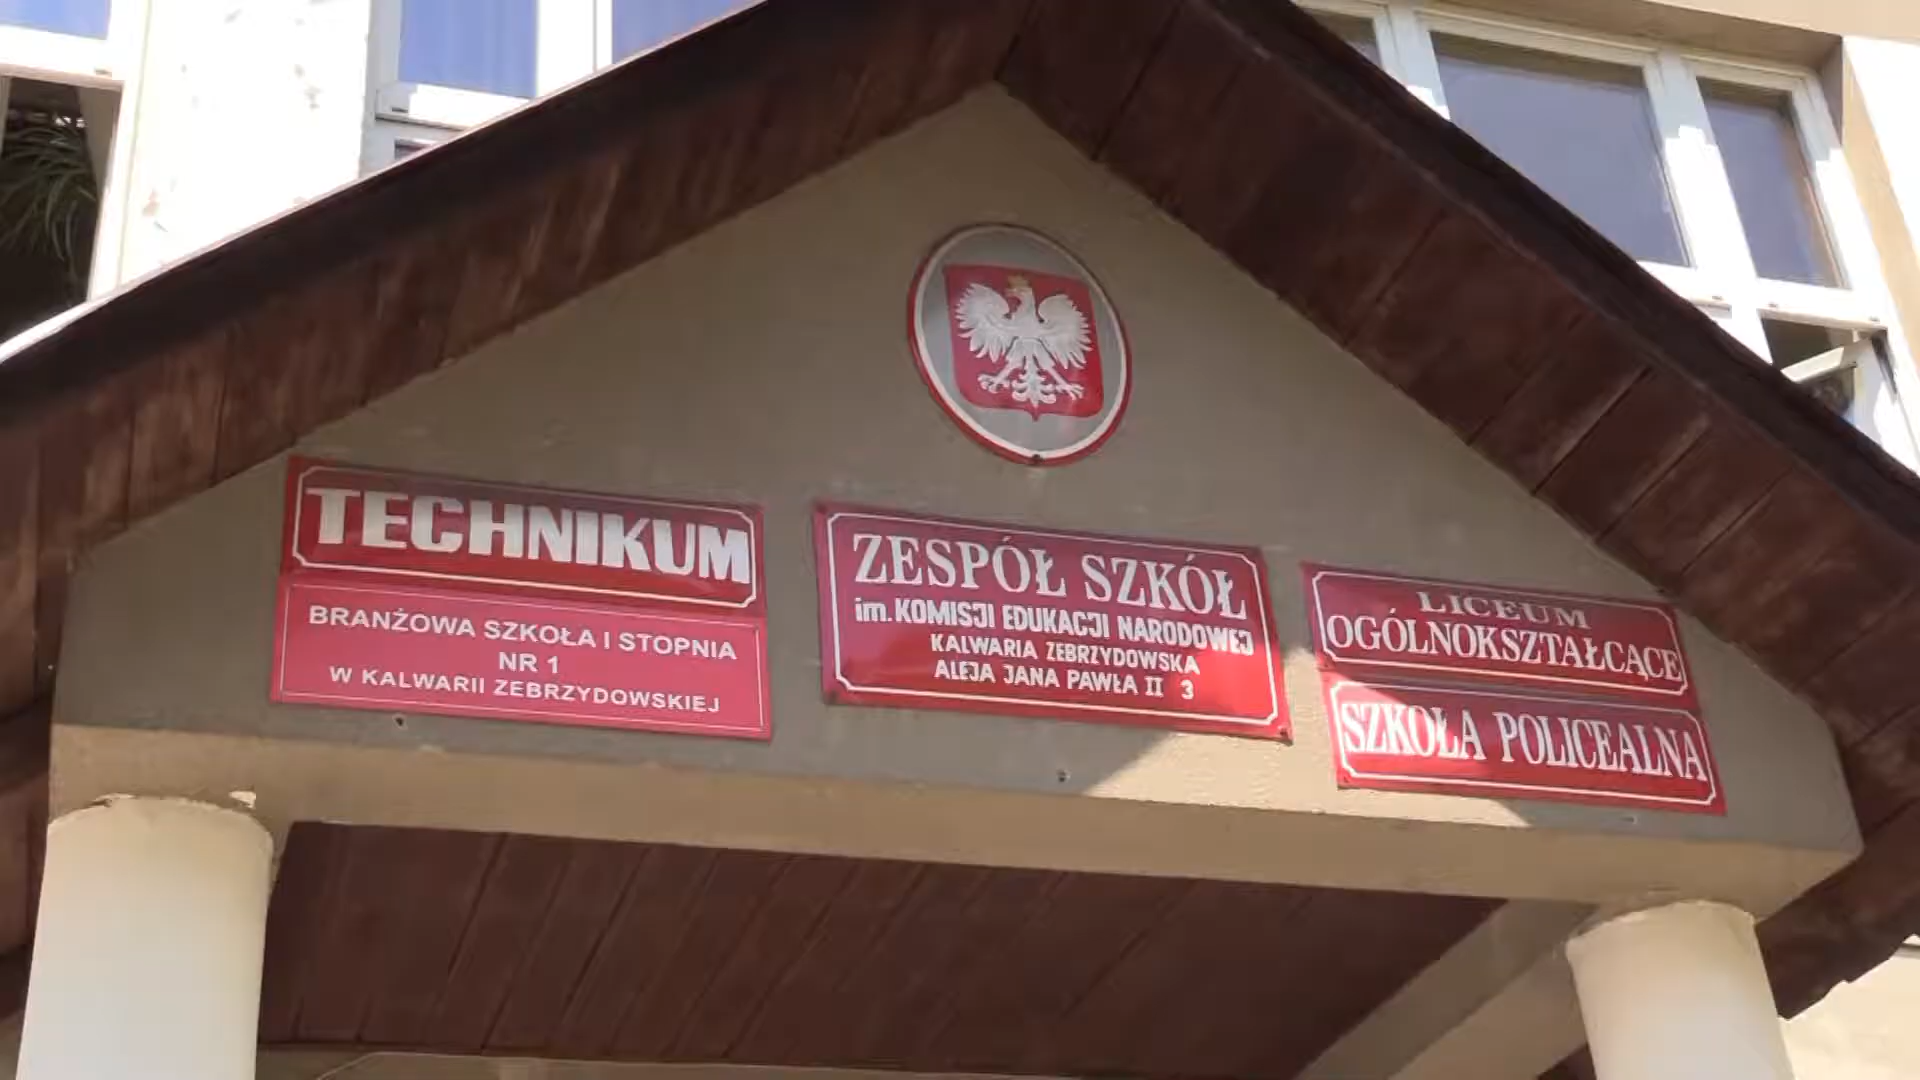 TECHNIKUM
BRANŻOWA SZKOŁA I STOPNIA
NR 1
W KALWARII ZEBRZYDOWSKIEJ
ZESPÓŁ SZKÓŁ
im. KOMISJI EDUKACJI NARODOWEJ
KALWARIA ZEBRZYDOWSKA
ALEJA JANA PAWŁA II 3
LICEUM
OGÓLNOKSZTAŁCĄCE
SZKOŁA POLICEALNA